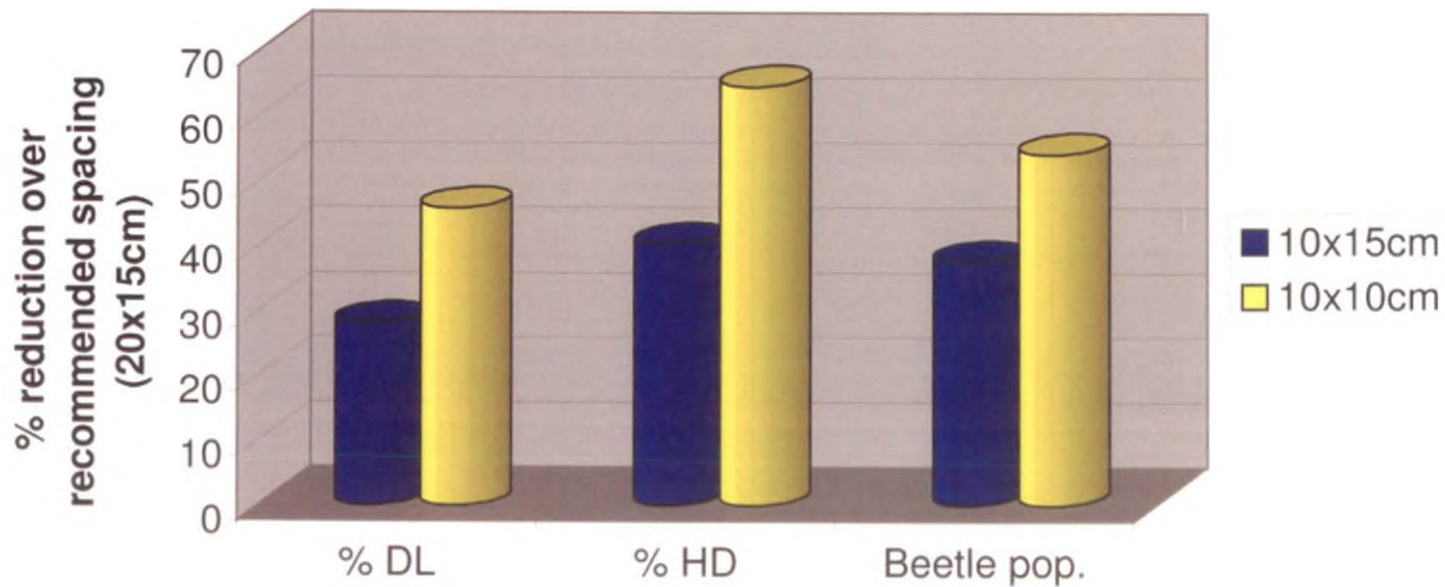 % reduction over
recommended spacing
(20x15cm)
70
60
50
40
30
20
10
0
% DL
% HD
Beetle pop.
10x15cm
10x10cm